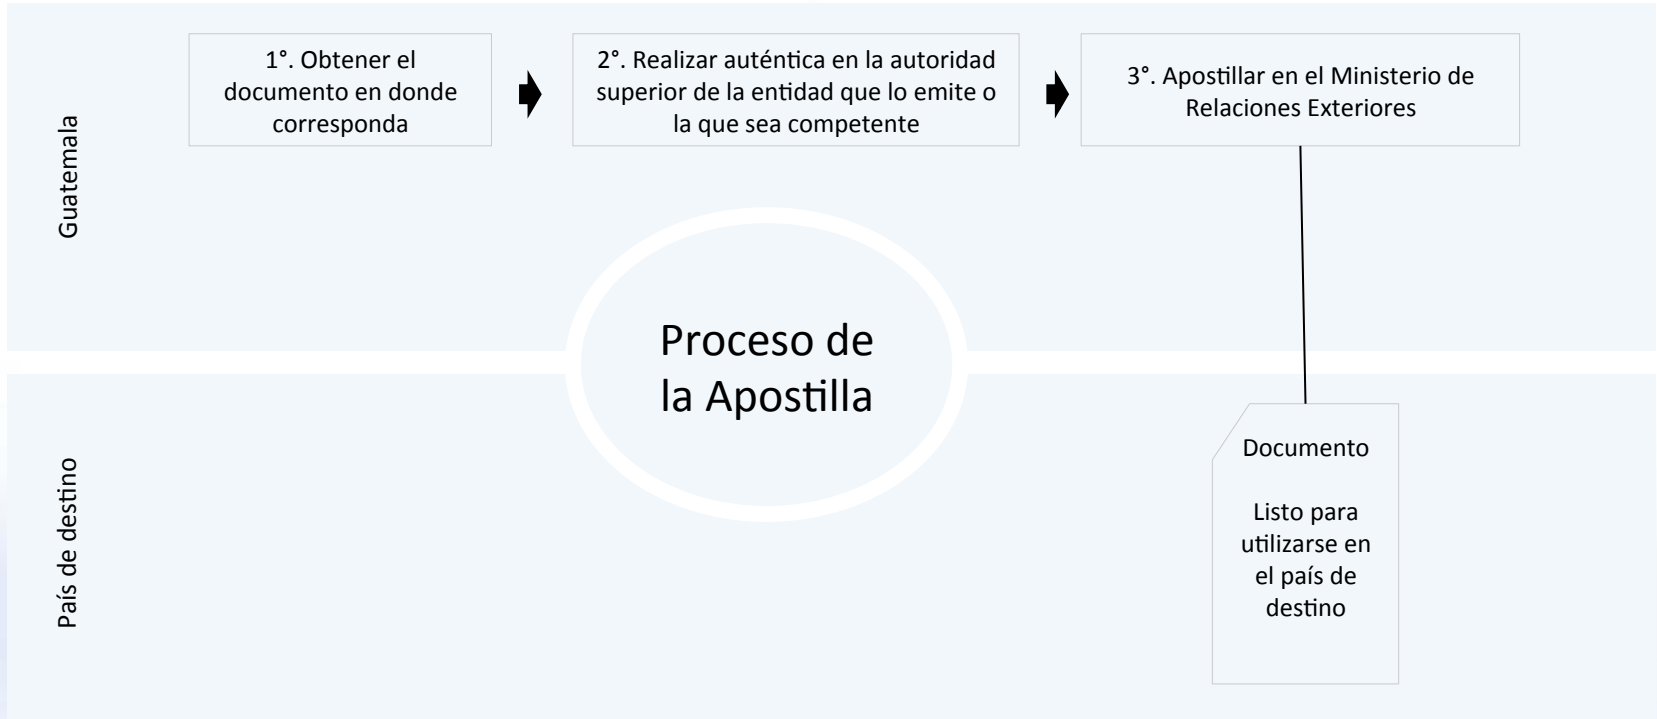 Guatemala
1°. Obtener el
documento en donde
corresponda
2°. Realizar auténtica en la autoridad
superior de la entidad que lo emite o
la que sea competente
3°. Apostillar en el Ministerio de
Relaciones Exteriores
Proceso de
la Apostilla
País de destino
Documento
Listo para
utilizarse en
el país de
destino